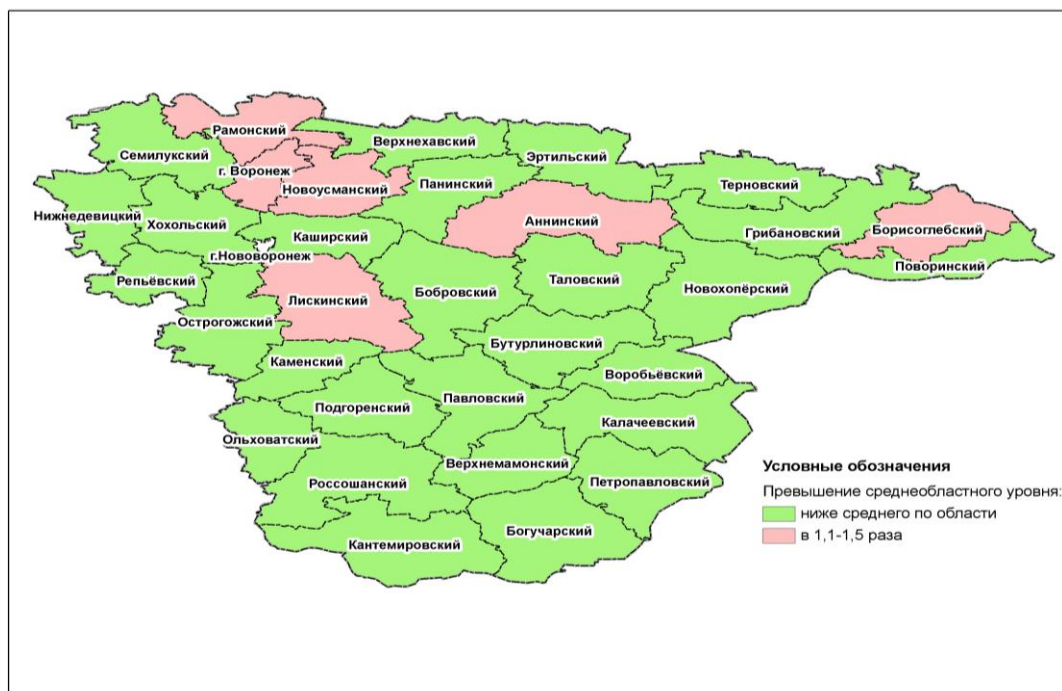 Рамонский
Верхнехавский
Семилукский
Эртильский
г. Воронеж
Новоусманский
Панинский
Терновский
Нижнедевицкий
Хохольский
Аннинский
Борисоглебский
Каширский
Грибановский
г.Нововоронеж
Поворинский
Репьёвский
Лискинский
Бобровский
Таловский
Новохопёрский
Острогожский
Бутурлиновский
Каменский
Воробьёвский
Подгоренский
Павловский
Калачеевский
Ольховатский
Верхнемамонский
Россошанский
Петропавловский
Богучарский
Кантемировский
Условные обозначения
Превышение среднеобластного уровня:
ниже среднего по области
в 1,1-1,5 раза